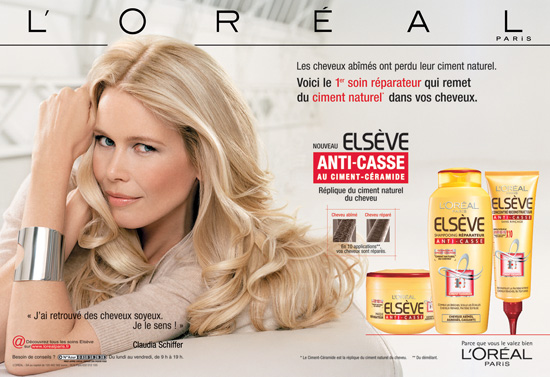 L'ORÉAL
PARIS
Les cheveux abîmés ont perdu leur ciment naturel.
Voici le 1er soin réparateur qui remet
du ciment naturel* dans vos cheveux.
NOUVEAU ELSÈVE
ANTI-CASSE
AU CIMENT-CÉRAMIDE
Réplique du ciment naturel
du cheveu
Cheveu abîmé Cheveu réparé
En 10 applications**,
vos cheveux sont réparés.
L'ORÉAL
ELSÈVE
SHAMPOOING RÉPARATEUR
ANTI-CASSE
L'ORÉAL
ELSÈVE
ANTI-CASSE
L'ORÉAL
ELSÈVE
ANTI-CASSE
« J'ai retrouvé des cheveux soyeux.
Je le sens ! »
Claudia Schiffer
@ Découvrez tous les soins Elsève
sur www.lorealparis.fr
Besoin de conseils ? Du lundi au vendredi, de 9 h à 19 h.
* Le Ciment-Céramide est la réplique du ciment naturel du cheveu.
Parce que vous le valez bien
L'ORÉAL
PARIS